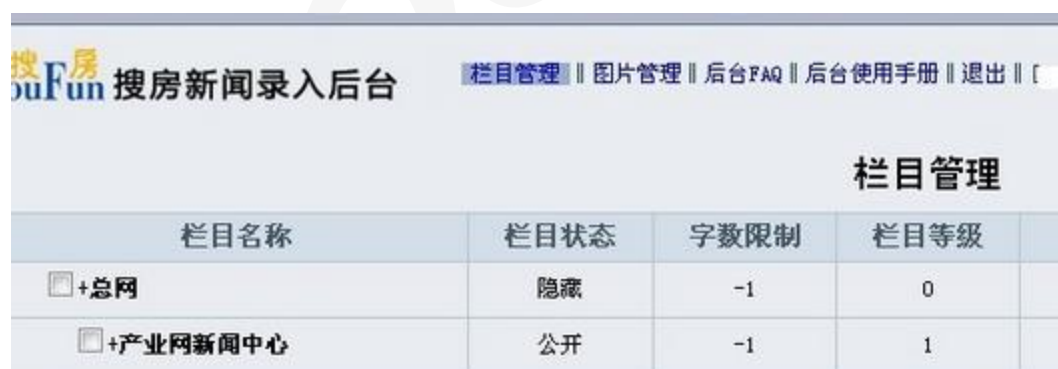 搜房
ouFun 搜房新闻录入后台
栏目管理 ‖ 图片管理 ‖ 后台FAQ ‖ 后台使用手册 ‖ 退出 ‖ [
栏目管理
栏目名称 栏目状态 字数限制 栏目等级
+总网 隐藏 -1 0
+产业网新闻中心 公开 -1 1